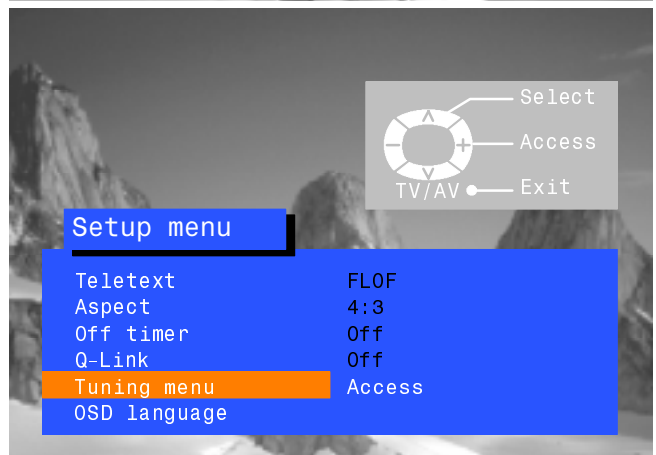 Select
Access
TV/AV Exit
Setup menu
Teletext FLOF
Aspect 4:3
Off timer Off
Q-Link Off
Tuning menu Access
OSD language